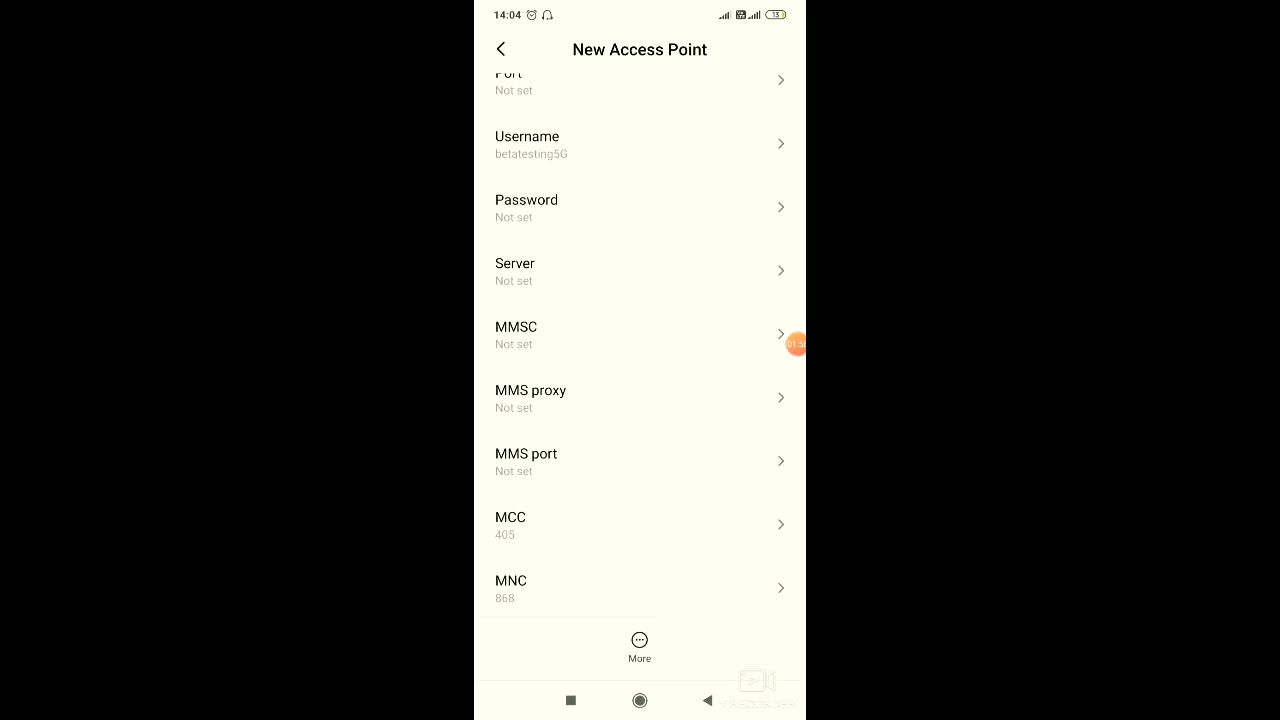 14:04
13
New Access Point
Port
Not set
Username
betatesting5G
Password
Not set
Server
Not set
MMSC
Not set
MMS proxy
Not set
MMS port
Not set
MCC
405
MNC
868
More